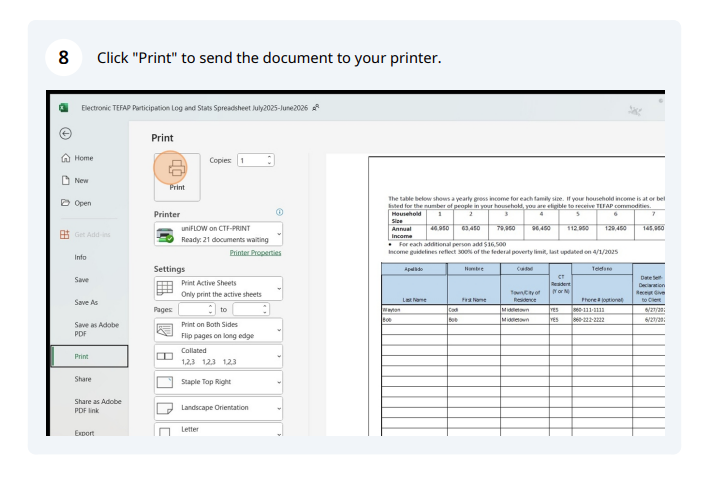 8 Click "Print" to send the document to your printer.
Electronic TEFAP Participation Log and Stats Spreadsheet July2025-June2026
Print
Home
Copies: 1
Print
New
Open
Printer
uniFLOW on CTF-PRINT
Ready: 21 documents waiting
Get Add-ins
Printer Properties
Info
Settings
Save
Print Active Sheets
Only print the active sheets
Save As
Pages: to
Save as Adobe
PDF
Print on Both Sides
Flip pages on long edge
Print
Collated
1,2,3 1,2,3 1,2,3
Share
Staple Top Right
Share as Adobe
PDF link
Landscape Orientation
Export
Letter
The table below shows a yearly gross income for each family size. If your household income is at or
listed for the number of people in your household, you are eligible to receive TEFAP commodities.
Household Size 1 2 3 4 5 6 7
Annual Income 46,950 63,450 79,950 96,450 112,950 129,450 145,950
• For each additional person add $16,500
Income guidelines reflect 300% of the federal poverty limit, last updated on 4/1/2025
Apellido Nombre Cuidad Telefono
Last Name First Name Town/City of Residence CT Resident (Y or N) Phone # (optional) Date Self-Declaration Receipt Given to Client
Wayton Codi Middletown YES 860-111-1111 6/27/202
Bob Bob Middletown YES 860-222-2222 6/27/202